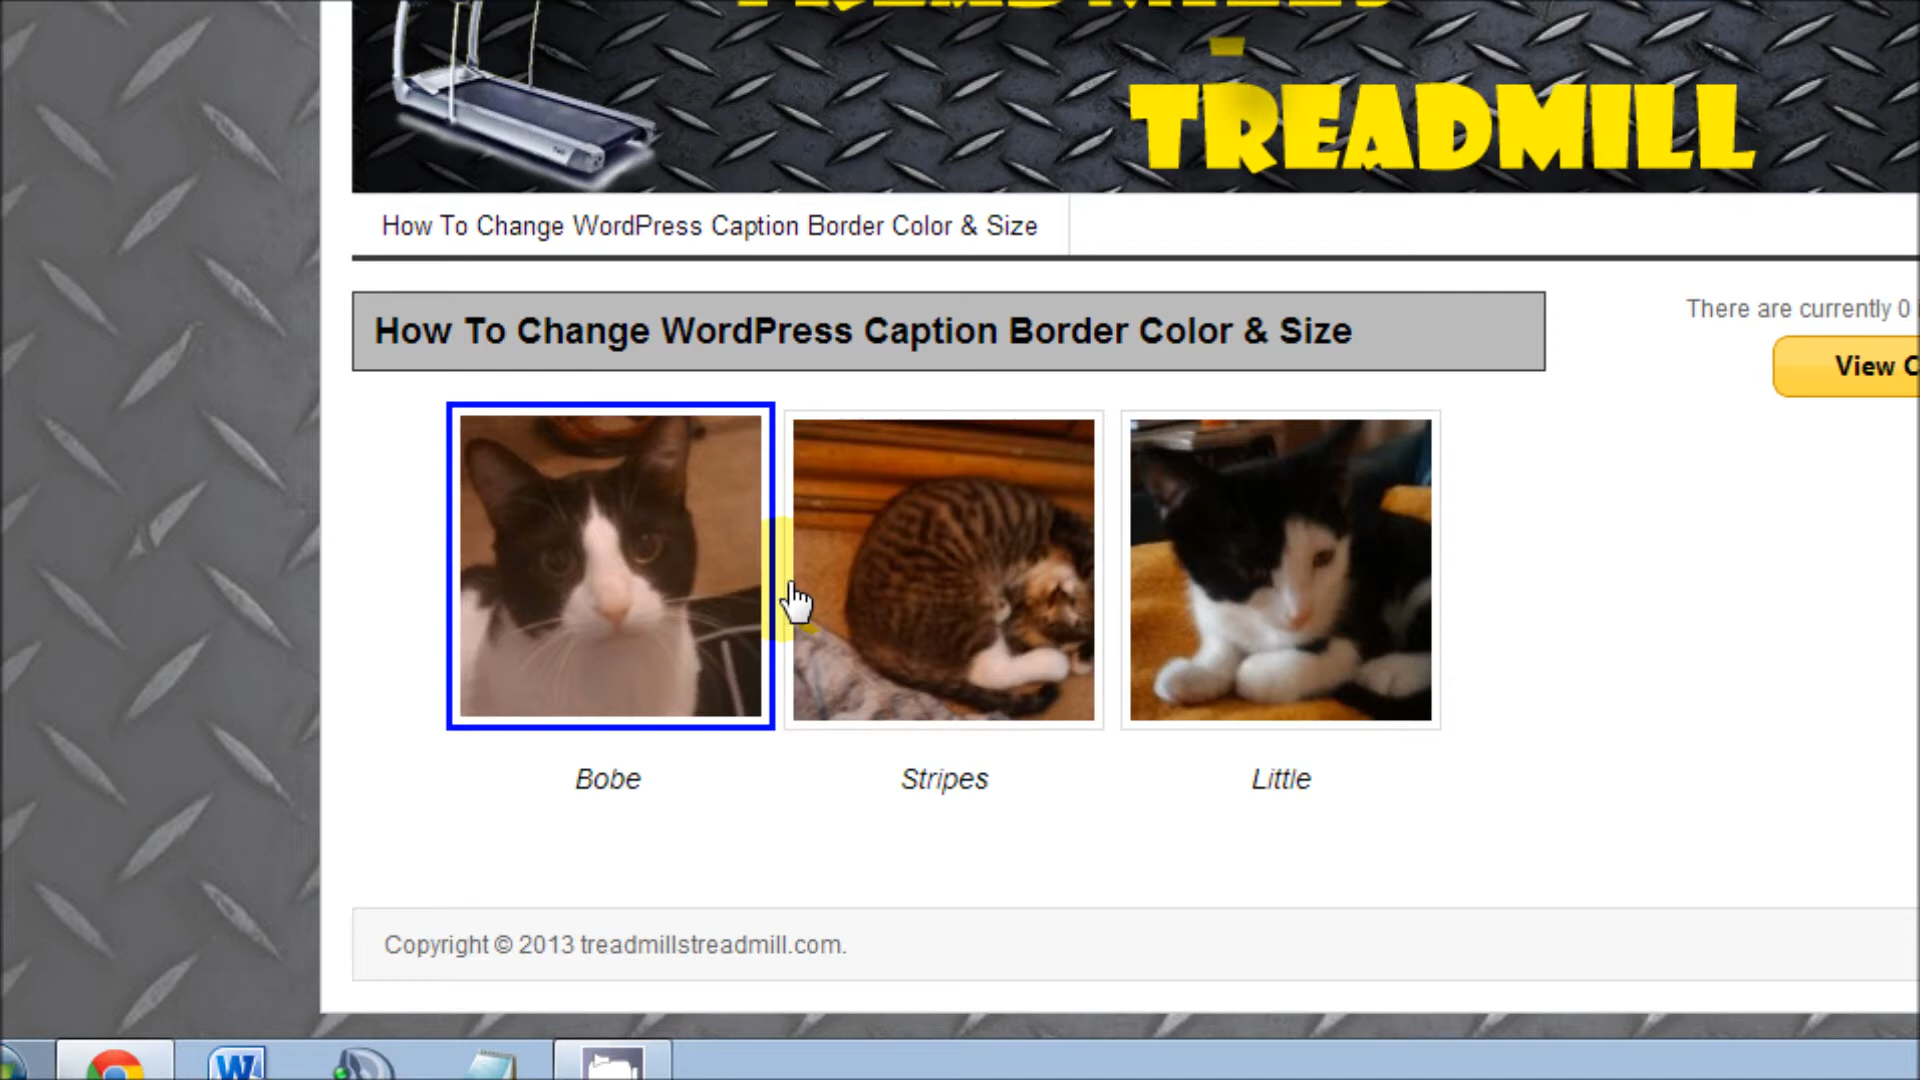 TREADMILL
How To Change WordPress Caption Border Color & Size
How To Change WordPress Caption Border Color & Size
There are currently 0
View C
Bobe
Stripes
Little
Copyright © 2013 treadmillstreadmill.com.